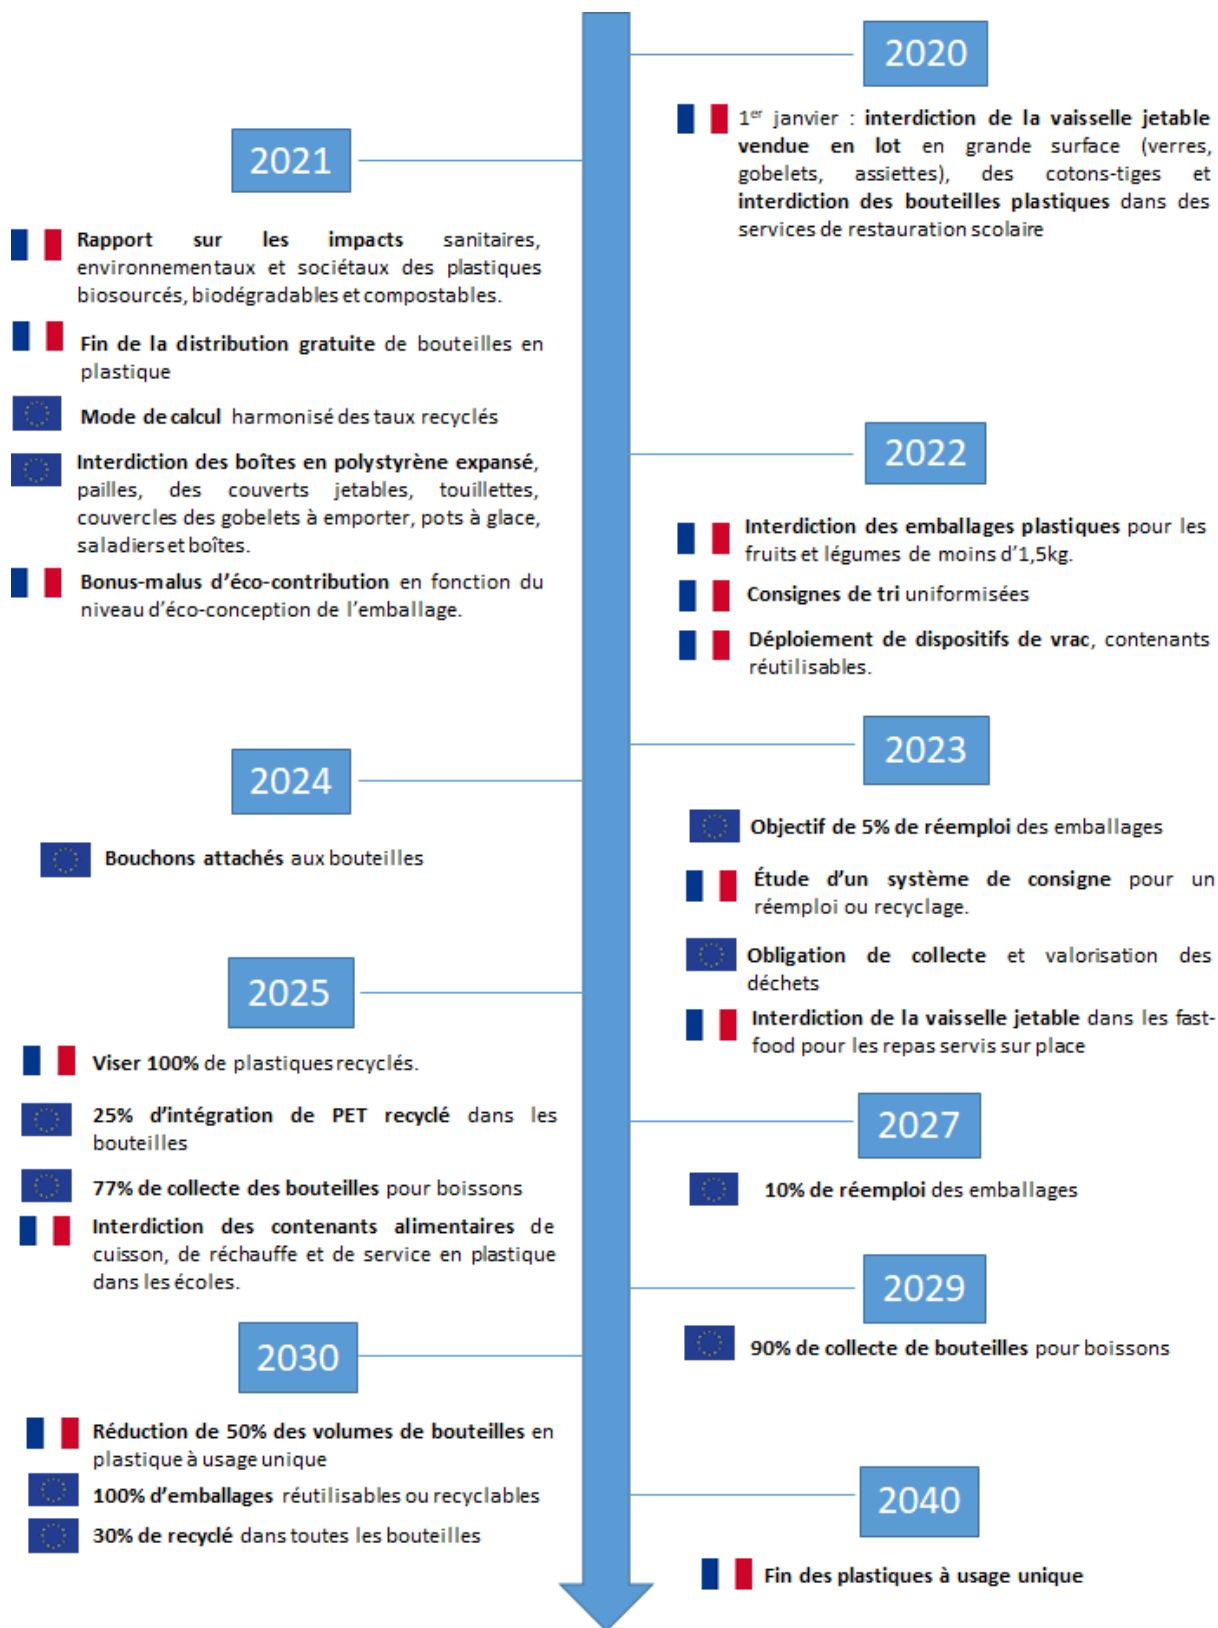 2020
1er janvier : interdiction de la vaisselle jetable
vendue en lot en grande surface (verres,
gobelets, assiettes), des cotons-tiges et
interdiction des bouteilles plastiques dans des
services de restauration scolaire
2021
Rapport sur les impacts sanitaires,
environnementaux et sociétaux des plastiques
biosourcés, biodégradables et compostables.
Fin de la distribution gratuite de bouteilles en
plastique
Mode de calcul harmonisé des taux recyclés
Interdiction des boîtes en polystyrène expansé,
pailles, des couverts jetables, touillettes,
couvercles des gobelets à emporter, pots à glace,
saladiers et boîtes.
Bonus-malus d’éco-contribution en fonction du
niveau d’éco-conception de l’emballage.
2022
Interdiction des emballages plastiques pour les
fruits et légumes de moins d’1,5kg.
Consignes de tri uniformisées
Déploiement de dispositifs de vrac, contenants
réutilisables.
2023
Objectif de 5% de réemploi des emballages
Étude d’un système de consigne pour un
réemploi ou recyclage.
Obligation de collecte et valorisation des
déchets
Interdiction de la vaisselle jetable dans les fast-
food pour les repas servis sur place
2024
Bouchons attachés aux bouteilles
2025
Viser 100% de plastiques recyclés.
25% d’intégration de PET recyclé dans les
bouteilles
77% de collecte des bouteilles pour boissons
Interdiction des contenants alimentaires de
cuisson, de réchauffe et de service en plastique
dans les écoles.
2027
10% de réemploi des emballages
2029
90% de collecte de bouteilles pour boissons
2030
Réduction de 50% des volumes de bouteilles en
plastique à usage unique
100% d’emballages réutilisables ou recyclables
30% de recyclé dans toutes les bouteilles
2040
Fin des plastiques à usage unique